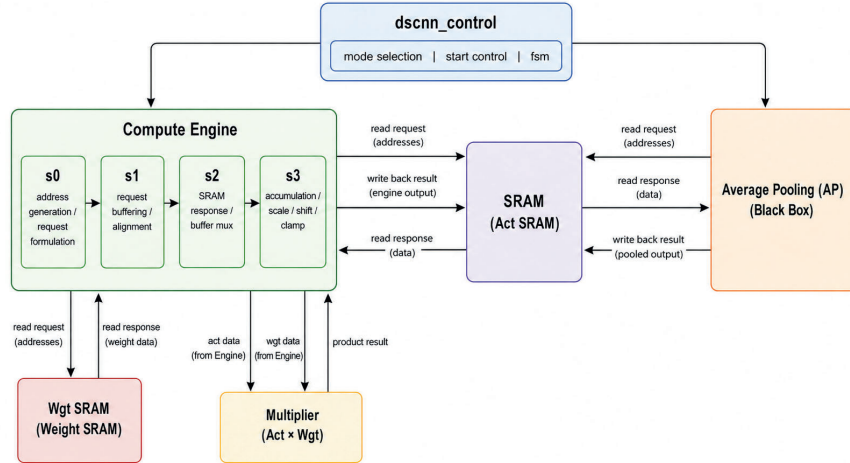 dscnn_control
mode selection | start control | fsm
Compute Engine
s0
address
generation /
request
formulation
s1
request
buffering /
alignment
s2
SRAM
response /
buffer mux
s3
accumulation /
scale / shift /
clamp
read request
(addresses)
write back result
(engine output)
read response
(data)
SRAM
(Act SRAM)
read request
(addresses)
read response
(data)
write back result
(pooled output)
Average Pooling (AP)
(Black Box)
read request
(addresses)
read response
(weight data)
act data
(from Engine)
wgt data
(from Engine)
product result
Wgt SRAM
(Weight SRAM)
Multiplier
(Act × Wgt)